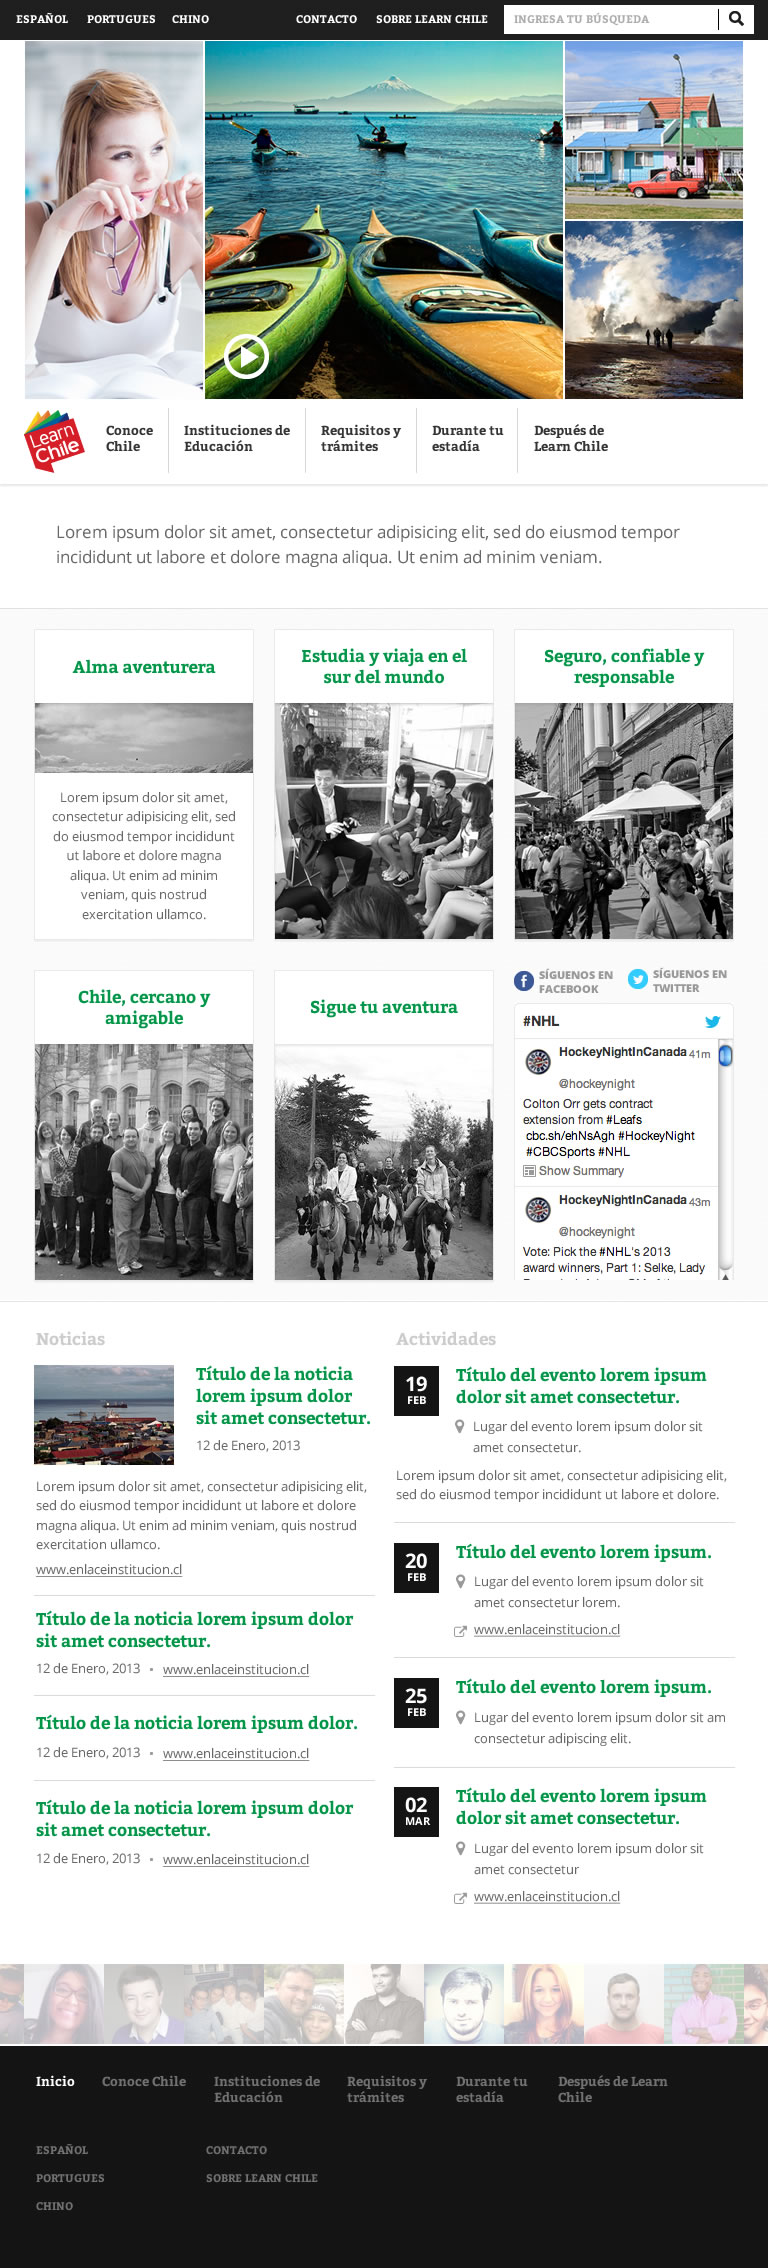 ESPAÑOL PORTUGUES CHINO CONTACTO SOBRE LEARN CHILE INGRESA TU BÚSQUEDA
Learn
Chile
Conoce
Chile
Instituciones de
Educación
Requisitos y
trámites
Durante tu
estadía
Después de
Learn Chile
Lorem ipsum dolor sit amet, consectetur adipisicing elit, sed do eiusmod tempor
incididunt ut labore et dolore magna aliqua. Ut enim ad minim veniam.
Alma aventurera
Lorem ipsum dolor sit amet,
consectetur adipisicing elit, sed
do eiusmod tempor incididunt
ut labore et dolore magna
aliqua. Ut enim ad minim
veniam, quis nostrud
exercitation ullamco.
Estudia y viaja en el
sur del mundo
Seguro, confiable y
responsable
Chile, cercano y
amigable
Sigue tu aventura
SÍGUENOS EN
FACEBOOK
SÍGUENOS EN
TWITTER
#NHL
HockeyNightInCanada 41m
@hockeynight
Colton Orr gets contract
extension from #Leafs
cbc.sh/ehNsAgh #HockeyNight
#CBCSports #NHL
Show Summary
HockeyNightInCanada 43m
@hockeynight
Vote: Pick the #NHL's 2013
award winners, Part 1: Selke, Lady
Noticias
Título de la noticia
lorem ipsum dolor
sit amet consectetur.
12 de Enero, 2013
Lorem ipsum dolor sit amet, consectetur adipisicing elit,
sed do eiusmod tempor incididunt ut labore et dolore
magna aliqua. Ut enim ad minim veniam, quis nostrud
exercitation ullamco.
www.enlaceinstitucion.cl
Título de la noticia lorem ipsum dolor
sit amet consectetur.
12 de Enero, 2013 • www.enlaceinstitucion.cl
Título de la noticia lorem ipsum dolor.
12 de Enero, 2013 • www.enlaceinstitucion.cl
Título de la noticia lorem ipsum dolor
sit amet consectetur.
12 de Enero, 2013 • www.enlaceinstitucion.cl
Actividades
19
FEB
Título del evento lorem ipsum
dolor sit amet consectetur.
Lugar del evento lorem ipsum dolor sit
amet consectetur.
Lorem ipsum dolor sit amet, consectetur adipisicing elit,
sed do eiusmod tempor incididunt ut labore et dolore.
20
FEB
Título del evento lorem ipsum.
Lugar del evento lorem ipsum dolor sit
amet consectetur lorem.
www.enlaceinstitucion.cl
25
FEB
Título del evento lorem ipsum.
Lugar del evento lorem ipsum dolor sit am
consectetur adipiscing elit.
02
MAR
Título del evento lorem ipsum
dolor sit amet consectetur.
Lugar del evento lorem ipsum dolor sit
amet consectetur
www.enlaceinstitucion.cl
Inicio
Conoce Chile
Instituciones de
Educación
Requisitos y
trámites
Durante tu
estadía
Después de Learn
Chile
ESPAÑOL
PORTUGUES
CHINO
CONTACTO
SOBRE LEARN CHILE